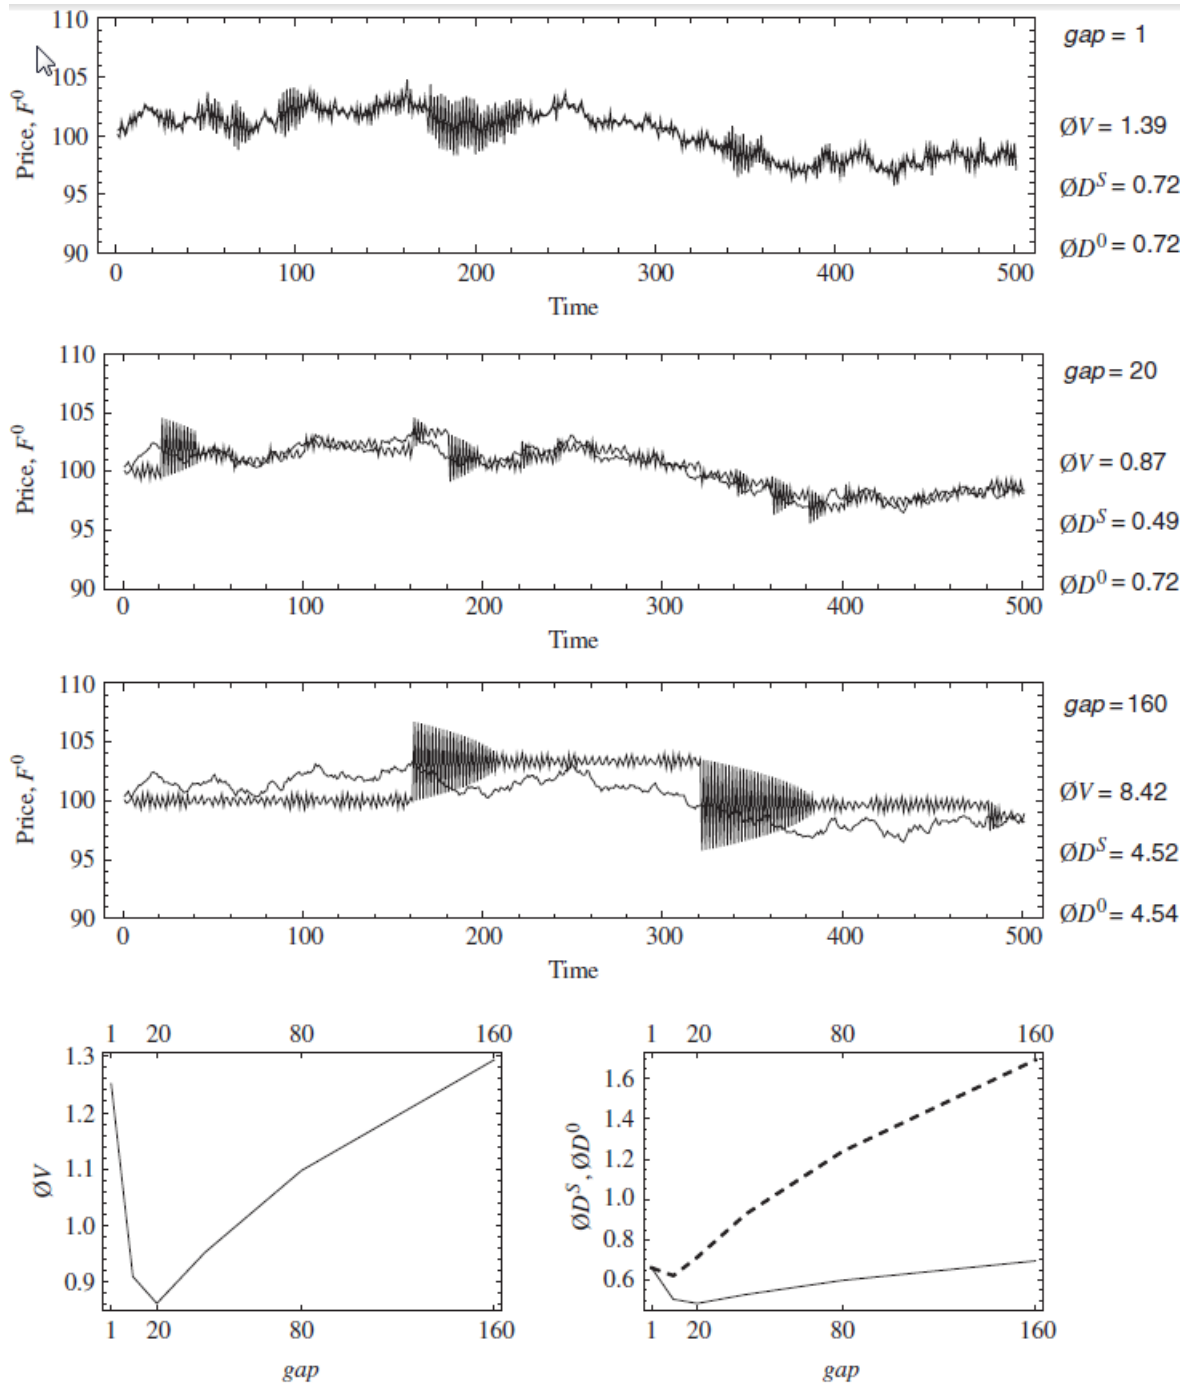 110
105
100
95
90
Price, F⁰
0 100 200 300 400 500
Time
gap = 1
ØV = 1.39
ØDˢ = 0.72
ØD⁰ = 0.72
110
105
100
95
90
Price, F⁰
0 100 200 300 400 500
Time
gap = 20
ØV = 0.87
ØDˢ = 0.49
ØD⁰ = 0.72
110
105
100
95
90
Price, F⁰
0 100 200 300 400 500
Time
gap = 160
ØV = 8.42
ØDˢ = 4.52
ØD⁰ = 4.54
1 20 80 160
1.3
1.2
1.1
1.0
0.9
ØV
1 20 80 160
gap
1 20 80 160
1.6
1.4
1.2
1.0
0.8
0.6
ØDˢ, ØD⁰
1 20 80 160
gap